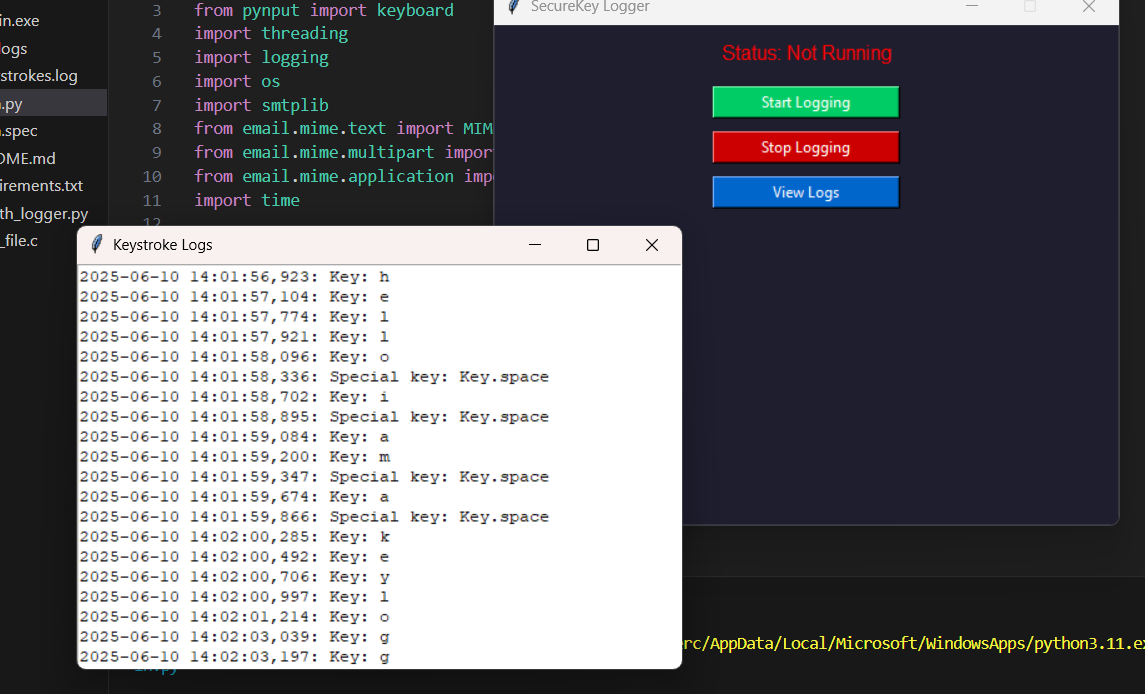 in.exe
logs
strokes.log
.py
.spec
DME.md
irements.txt
th_logger.py
_file.c
3 from pynput import keyboard
4 import threading
5 import logging
6 import os
7 import smtplib
8 from email.mime.text import MIM
9 from email.mime.multipart impor
10 from email.mime.application imp
11 import time
12
SecureKey Logger
Status: Not Running
Start Logging
Stop Logging
View Logs
Keystroke Logs
2025-06-10 14:01:56,923: Key: h
2025-06-10 14:01:57,104: Key: e
2025-06-10 14:01:57,774: Key: l
2025-06-10 14:01:57,921: Key: l
2025-06-10 14:01:58,096: Key: o
2025-06-10 14:01:58,336: Special key: Key.space
2025-06-10 14:01:58,702: Key: i
2025-06-10 14:01:58,895: Special key: Key.space
2025-06-10 14:01:59,084: Key: a
2025-06-10 14:01:59,200: Key: m
2025-06-10 14:01:59,347: Special key: Key.space
2025-06-10 14:01:59,674: Key: a
2025-06-10 14:01:59,866: Special key: Key.space
2025-06-10 14:02:00,285: Key: k
2025-06-10 14:02:00,492: Key: e
2025-06-10 14:02:00,706: Key: y
2025-06-10 14:02:00,997: Key: l
2025-06-10 14:02:01,214: Key: o
2025-06-10 14:02:03,039: Key: g
2025-06-10 14:02:03,197: Key: g
erc/AppData/Local/Microsoft/WindowsApps/python3.11.ex
in.py